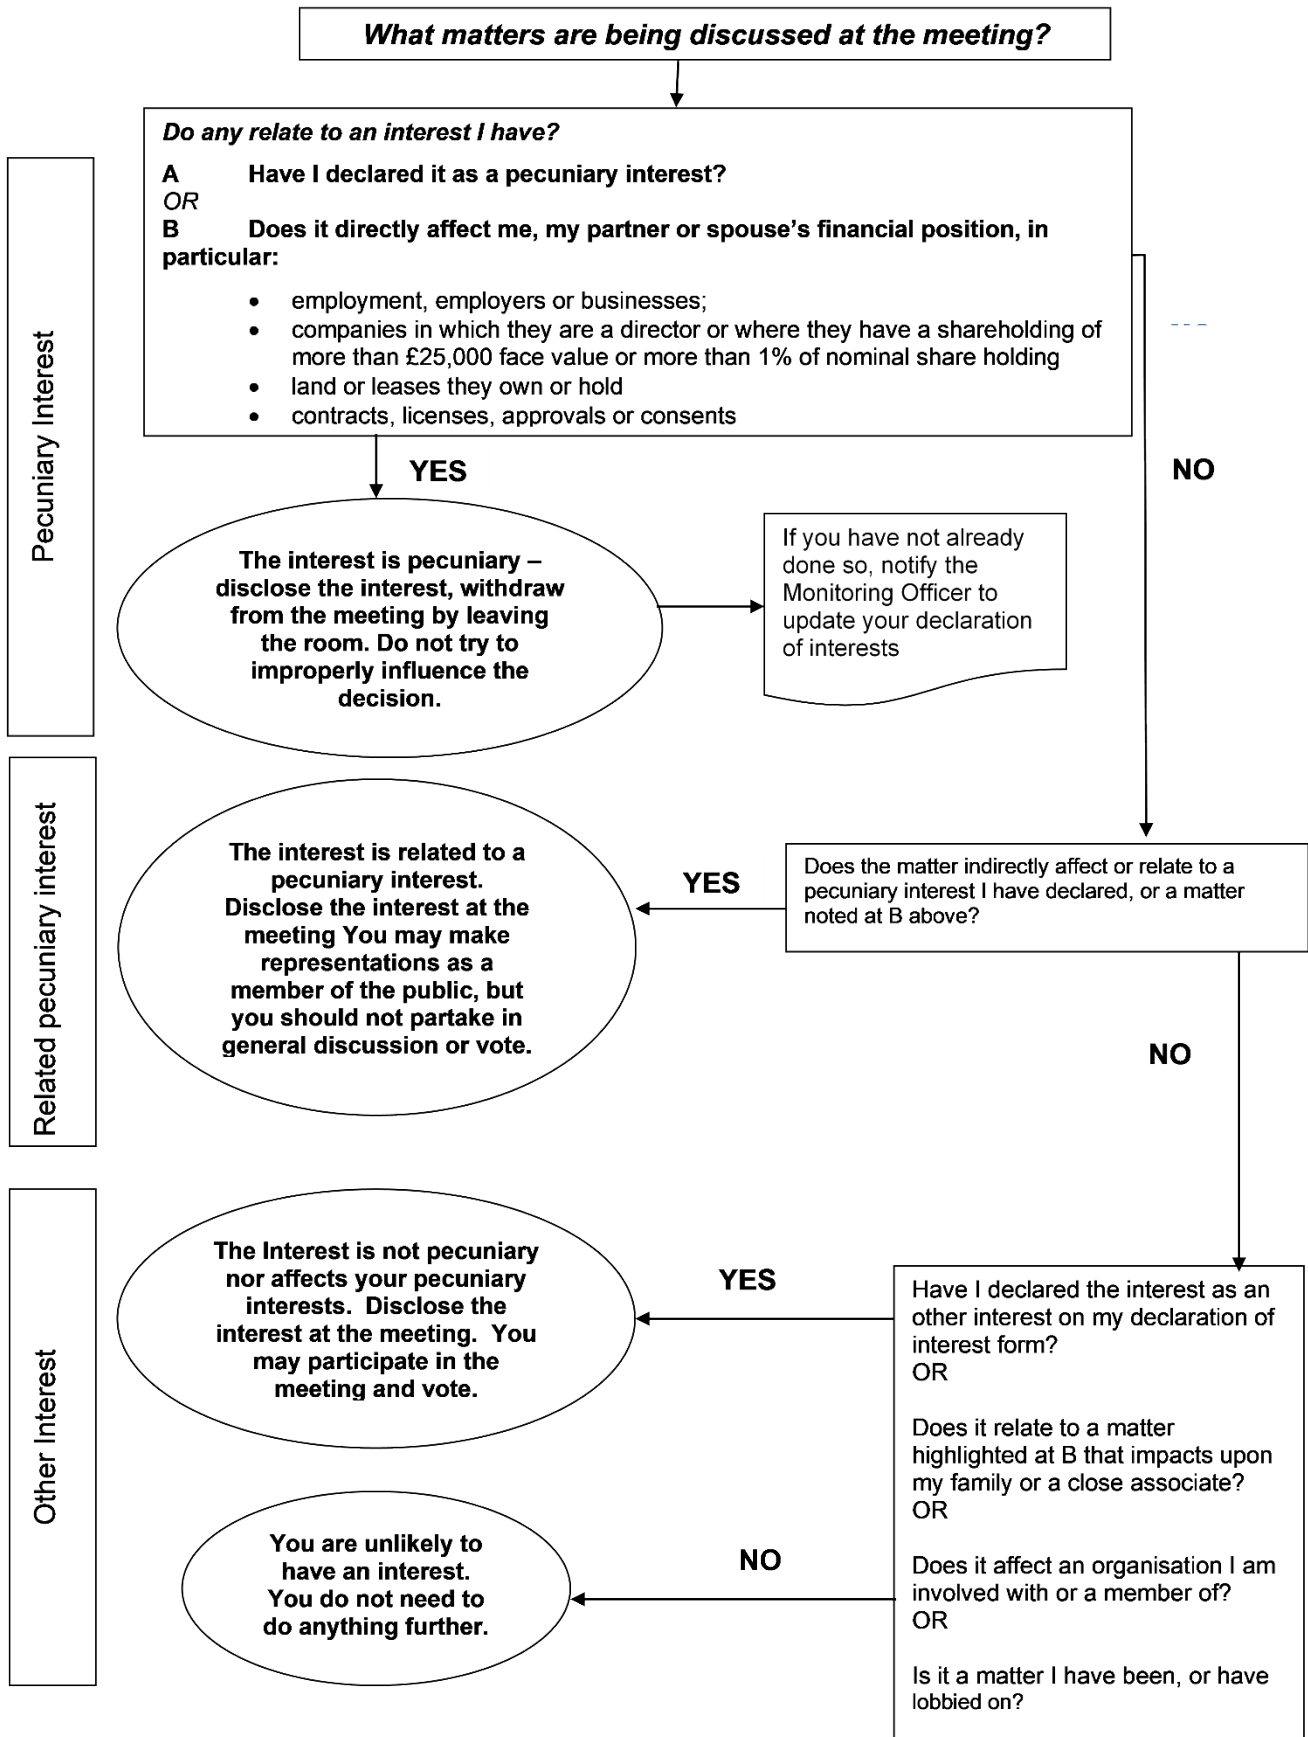 What matters are being discussed at the meeting?
Do any relate to an interest I have?
A Have I declared it as a pecuniary interest?
OR
B Does it directly affect me, my partner or spouse's financial position, in
particular:
• employment, employers or businesses;
• companies in which they are a director or where they have a shareholding of
more than £25,000 face value or more than 1% of nominal share holding
• land or leases they own or hold
• contracts, licenses, approvals or consents
Pecuniary Interest
YES
NO
The interest is pecuniary –
disclose the interest, withdraw
from the meeting by leaving
the room. Do not try to
improperly influence the
decision.
If you have not already
done so, notify the
Monitoring Officer to
update your declaration
of interests
Related pecuniary interest
The interest is related to a
pecuniary interest.
Disclose the interest at the
meeting You may make
representations as a
member of the public, but
you should not partake in
general discussion or vote.
YES
Does the matter indirectly affect or relate to a
pecuniary interest I have declared, or a matter
noted at B above?
NO
Other Interest
The Interest is not pecuniary
nor affects your pecuniary
interests.  Disclose the
interest at the meeting.  You
may participate in the
meeting and vote.
YES
Have I declared the interest as an
other interest on my declaration of
interest form?
OR
Does it relate to a matter
highlighted at B that impacts upon
my family or a close associate?
OR
Does it affect an organisation I am
involved with or a member of?
OR
Is it a matter I have been, or have
lobbied on?
NO
You are unlikely to
have an interest.
You do not need to
do anything further.